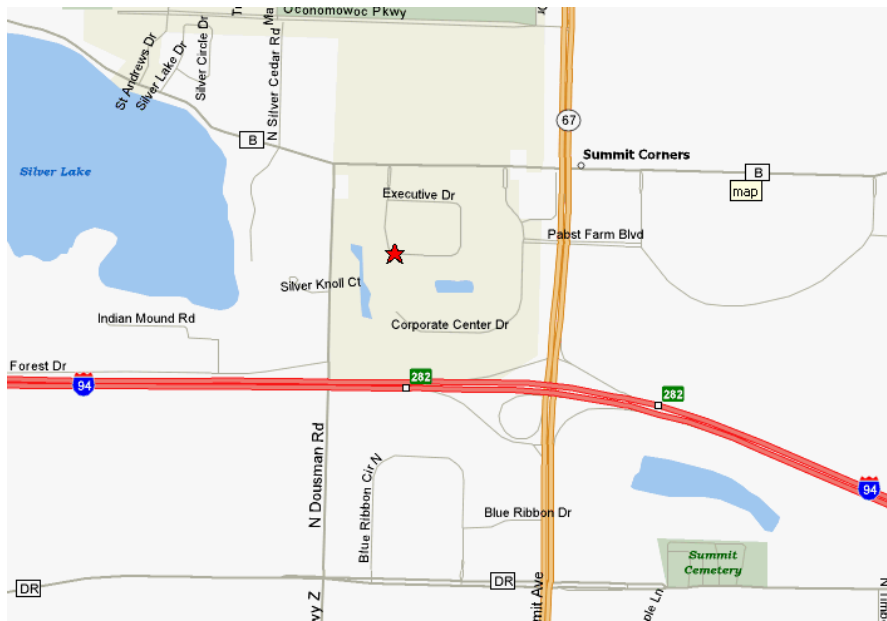 Oconomowoc Pkwy
St Andrews Dr
Silver Lake Dr
Silver Circle Dr
N Silver Cedar Rd
67
B
Summit Corners
B
map
Silver Lake
Executive Dr
Pabst Farm Blvd
Silver Knoll Ct
Indian Mound Rd
Corporate Center Dr
Forest Dr
94
282
282
N Dousman Rd
Blue Ribbon Cir N
Blue Ribbon Dr
94
Summit
Cemetery
DR
DR